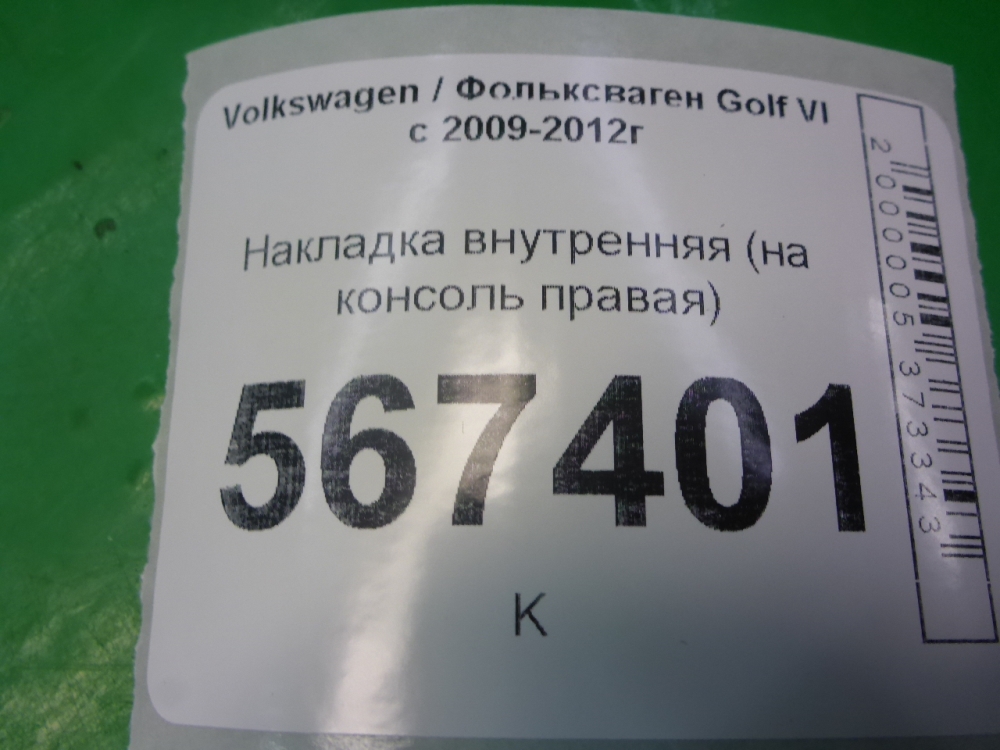 Volkswagen / Фольксваген Golf VI
с 2009-2012г
Накладка внутренняя (на
консоль правая)
567401
К
2000005373343